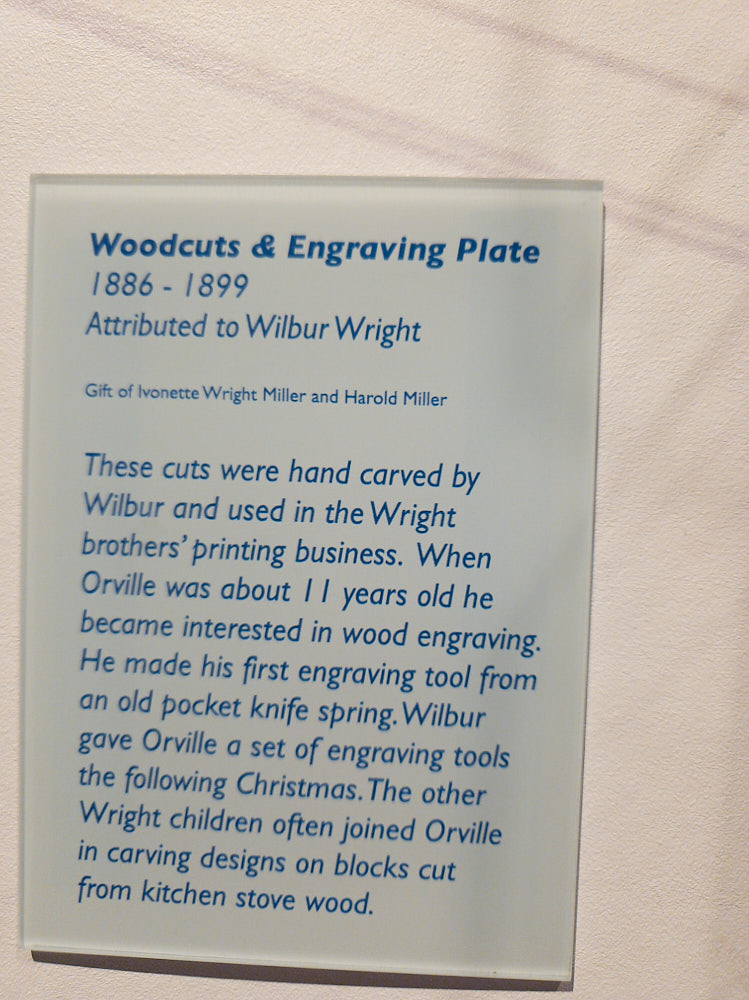 Woodcuts & Engraving Plate
1886 - 1899
Attributed to Wilbur Wright
Gift of Ivonette Wright Miller and Harold Miller
These cuts were hand carved by
Wilbur and used in the Wright
brothers' printing business. When
Orville was about 11 years old he
became interested in wood engraving.
He made his first engraving tool from
an old pocket knife spring. Wilbur
gave Orville a set of engraving tools
the following Christmas. The other
Wright children often joined Orville
in carving designs on blocks cut
from kitchen stove wood.